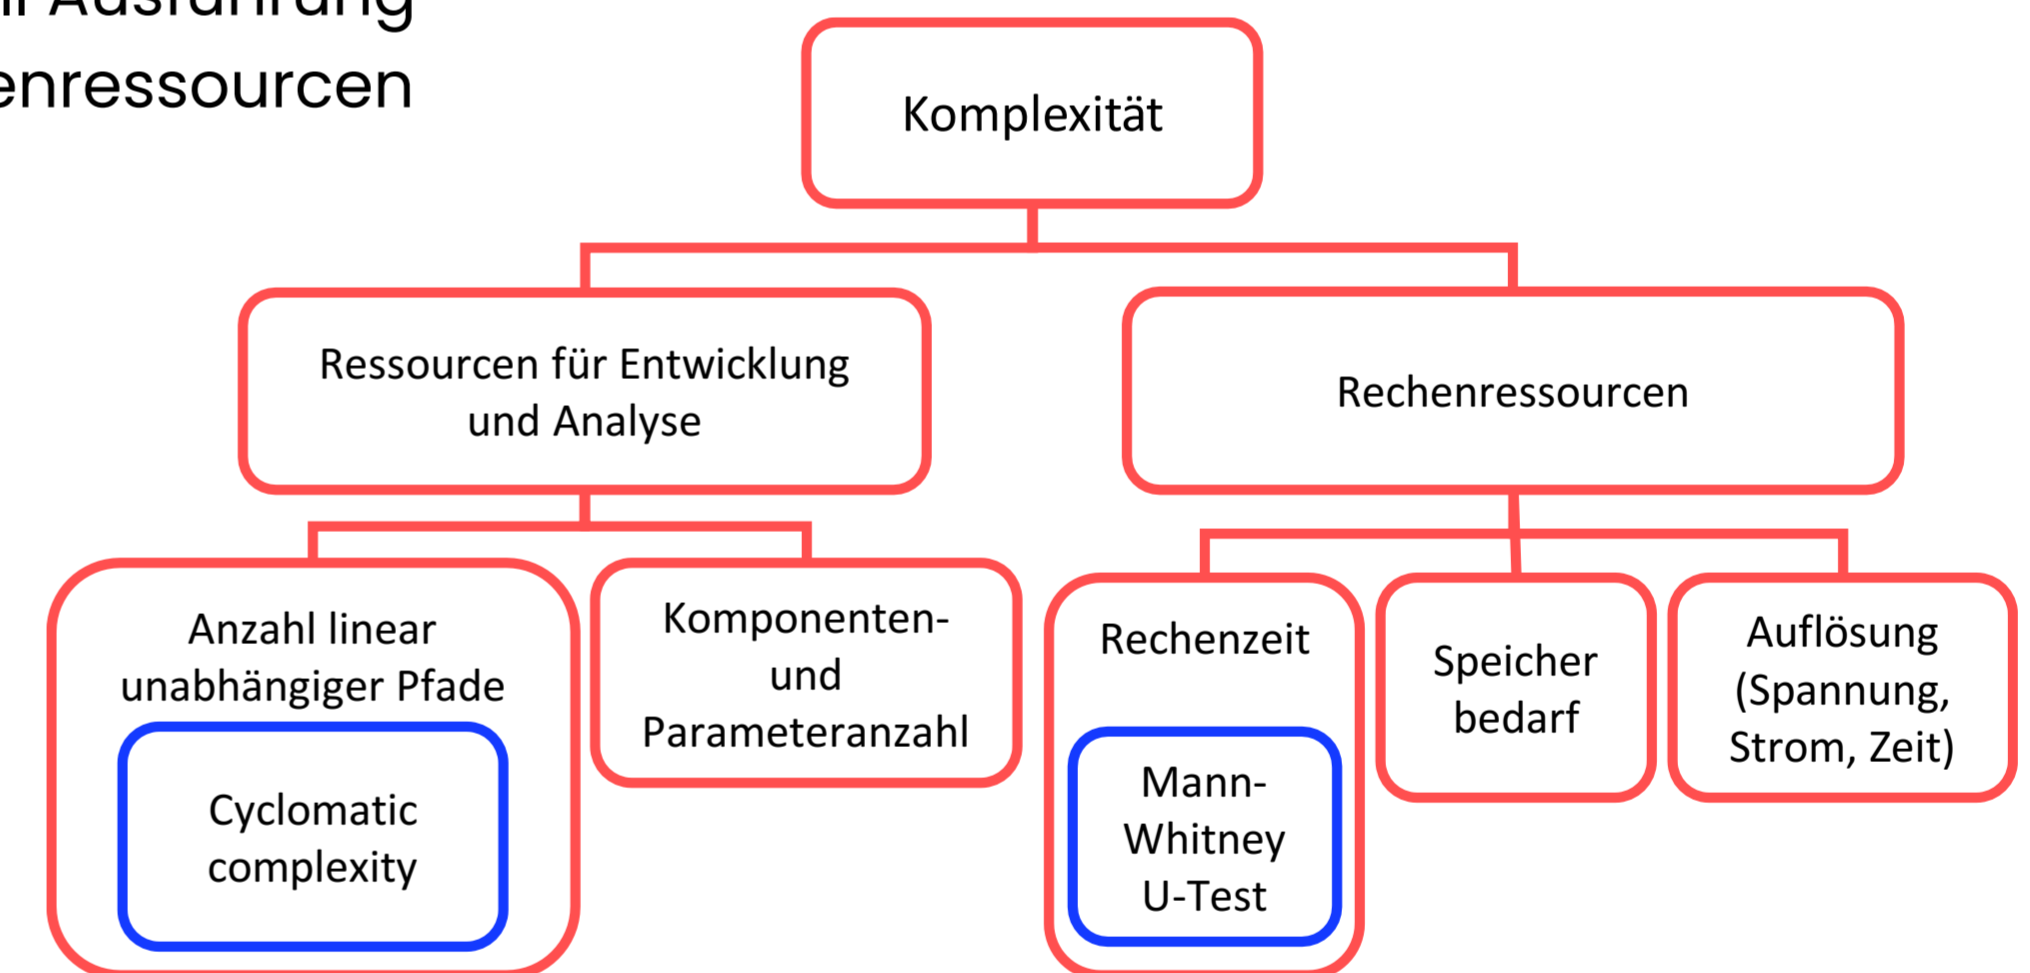 Ausführung
enressourcen
Komplexität
Ressourcen für Entwicklung
und Analyse
Rechenressourcen
Anzahl linear
unabhängiger Pfade
Cyclomatic
complexity
Komponenten-
und
Parameteranzahl
Rechenzeit
Mann-
Whitney
U-Test
Speicher
bedarf
Auflösung
(Spannung,
Strom, Zeit)